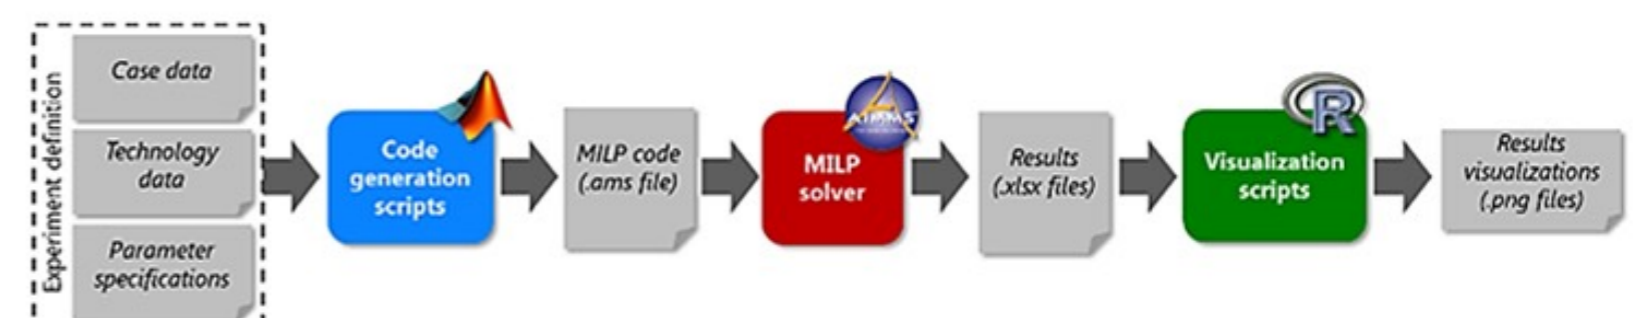 Experiment definition
Case data
Technology
data
Parameter
specifications
Code
generation
scripts
MILP code
(.ams file)
AIMMS
MILP
solver
Results
(.xlsx files)
R
Visualization
scripts
Results
visualizations
(.png files)